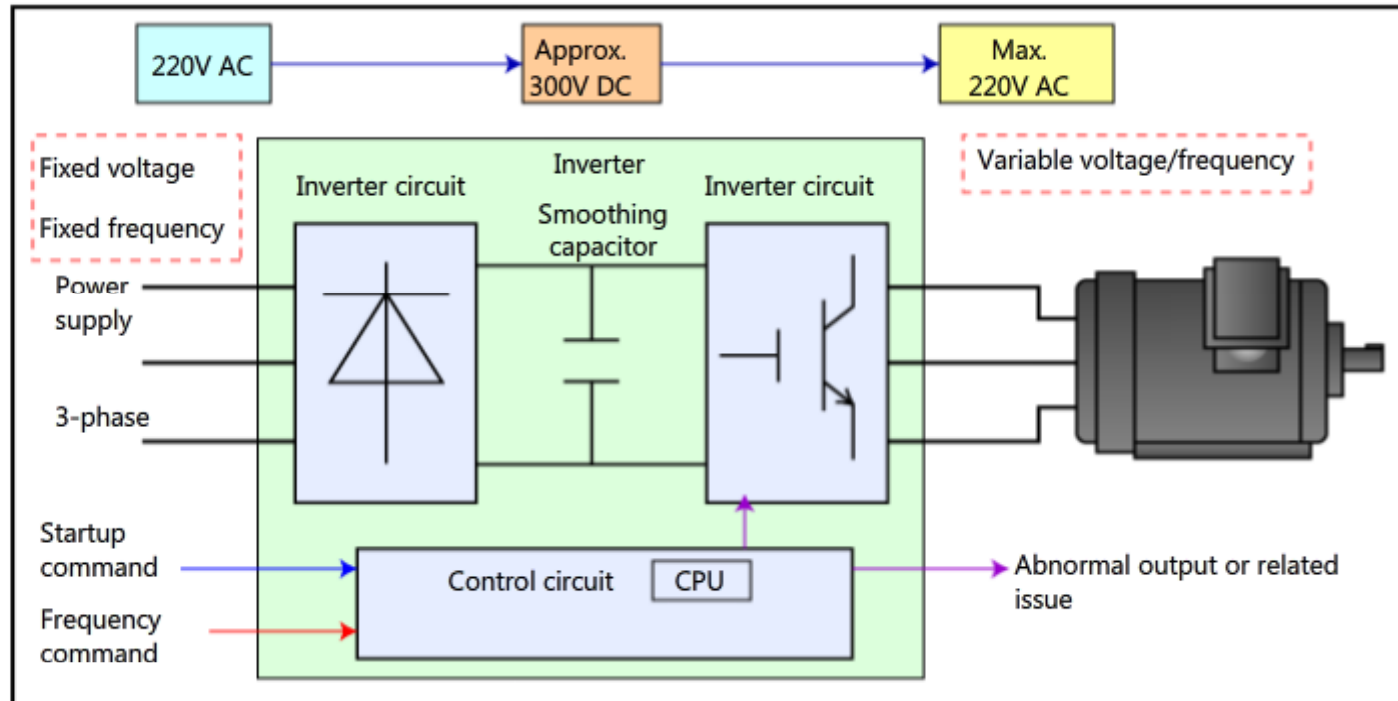 220V AC
Approx.
300V DC
Max.
220V AC
Fixed voltage
Fixed frequency
Inverter circuit
Inverter
Smoothing
capacitor
Inverter circuit
Variable voltage/frequency
Power
supply
3-phase
Startup
command
Frequency
command
Control circuit
CPU
Abnormal output or related
issue